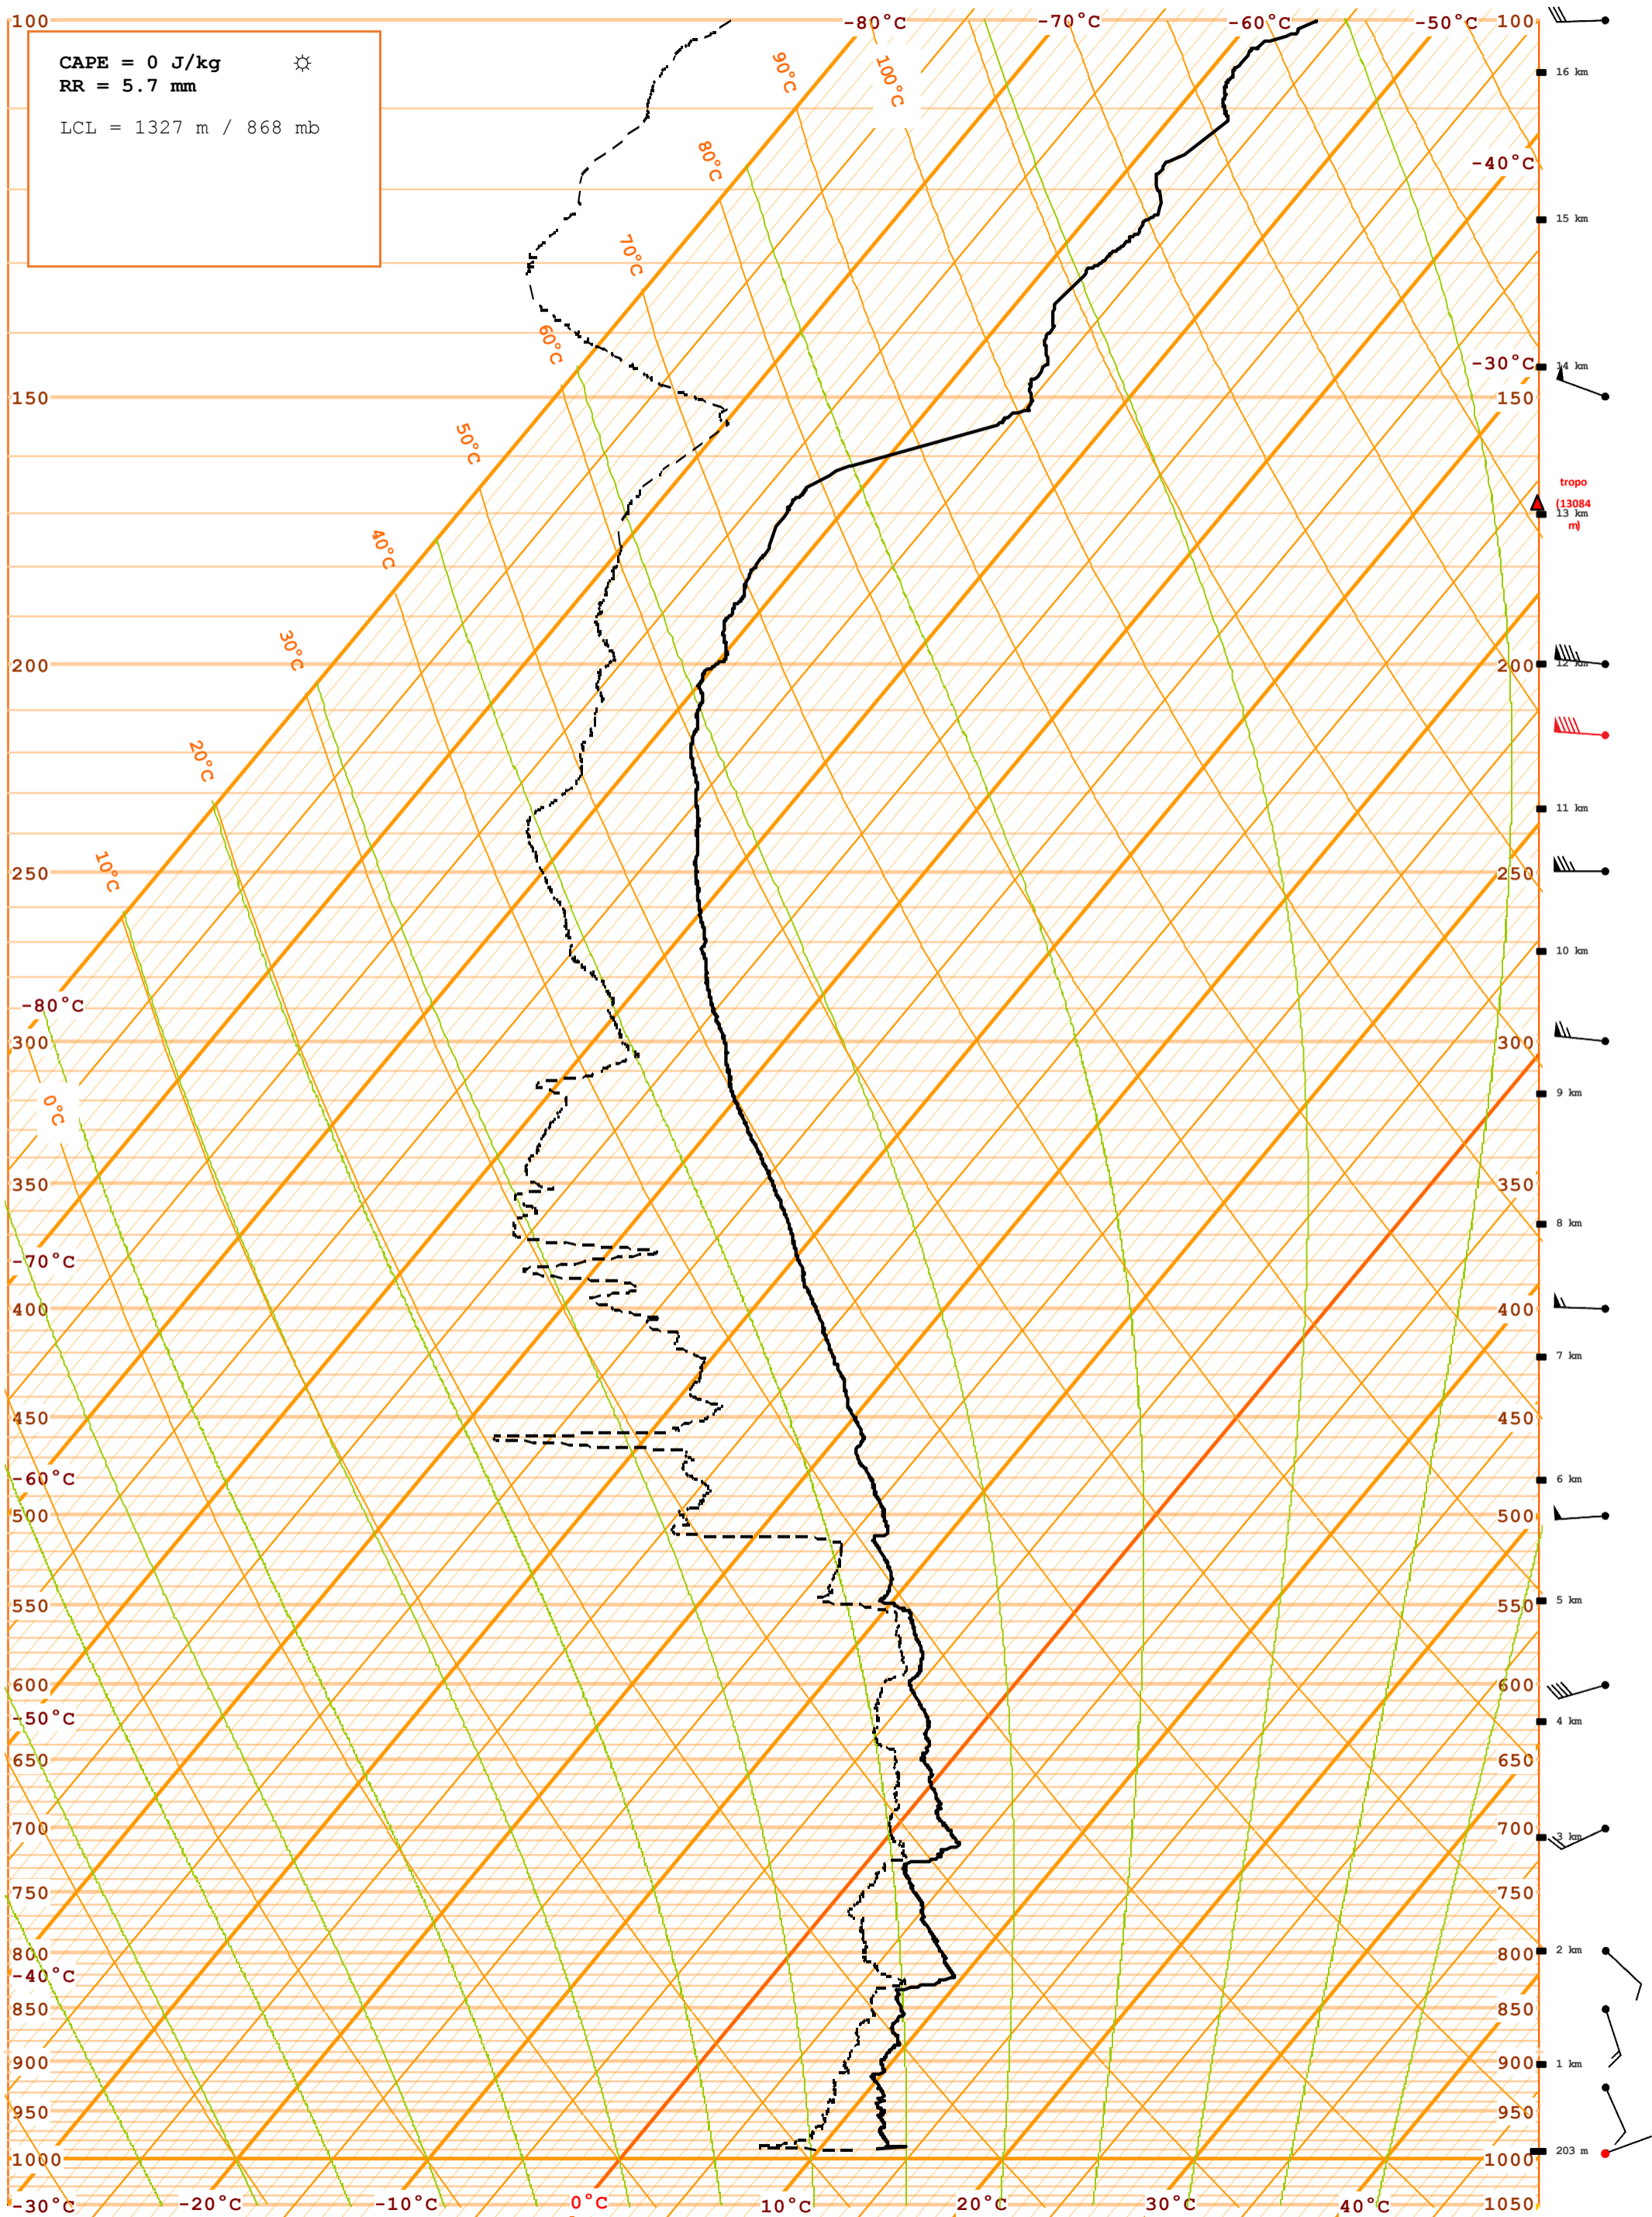 100 -80°C -70°C -60°C -50°C 100
CAPE = 0 J/kg ☼
RR = 5.7 mm
LCL = 1327 m / 868 mb
90°C 100°C 16 km
80°C -40°C
15 km
70°C
60°C -30°C 14 km
150 150
50°C
tropo
(13084
m)
13 km
40°C
30°C
200 200 12 km
20°C
11 km
10°C
250 250
10 km
-80°C
300 300
9 km
0°C
350 350
8 km
-70°C
400 400
7 km
450 450
-60°C 6 km
500 500
550 550 5 km
600 600
-50°C 4 km
650 650
700 700
3 km
750 750
800 800 2 km
-40°C
850 850
900 900 1 km
950 950
1000 1000 203 m
-30°C -20°C -10°C 0°C 10°C 20°C 30°C 40°C 1050